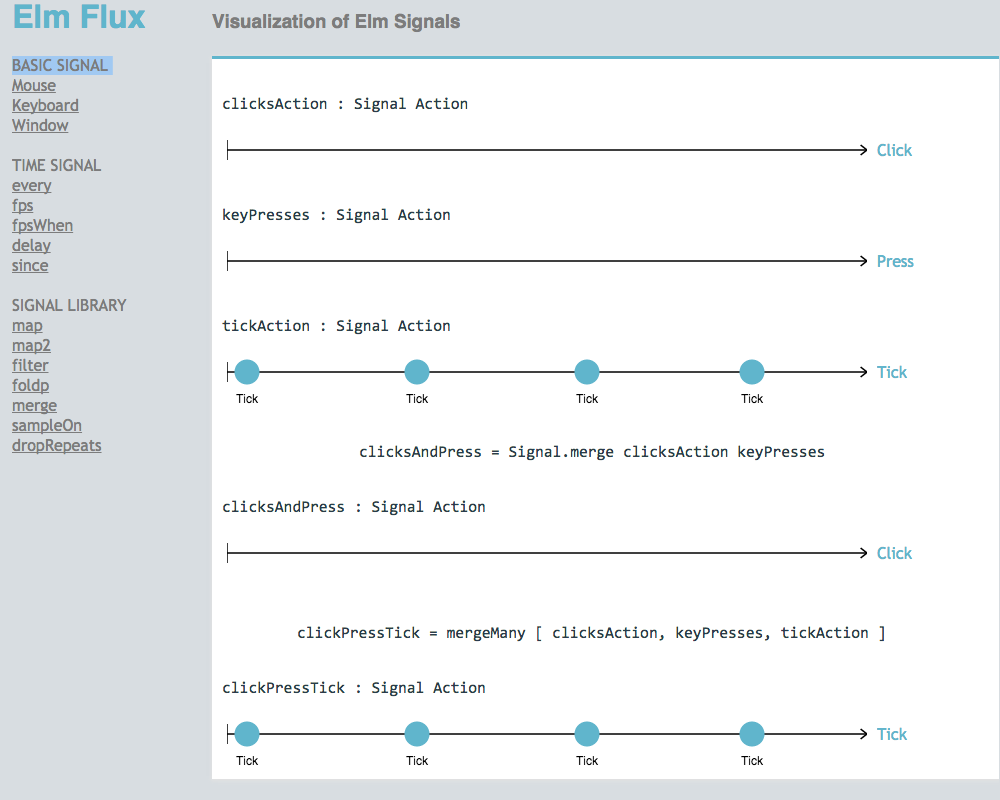 Elm Flux
Visualization of Elm Signals
BASIC SIGNAL
Mouse
Keyboard
Window
TIME SIGNAL
every
fps
fpsWhen
delay
since
SIGNAL LIBRARY
map
map2
filter
foldp
merge
sampleOn
dropRepeats
clicksAction : Signal Action
Click
keyPresses : Signal Action
Press
tickAction : Signal Action
Tick
Tick Tick Tick Tick
clicksAndPress = Signal.merge clicksAction keyPresses
clicksAndPress : Signal Action
Click
clickPressTick = mergeMany [ clicksAction, keyPresses, tickAction ]
clickPressTick : Signal Action
Tick
Tick Tick Tick Tick